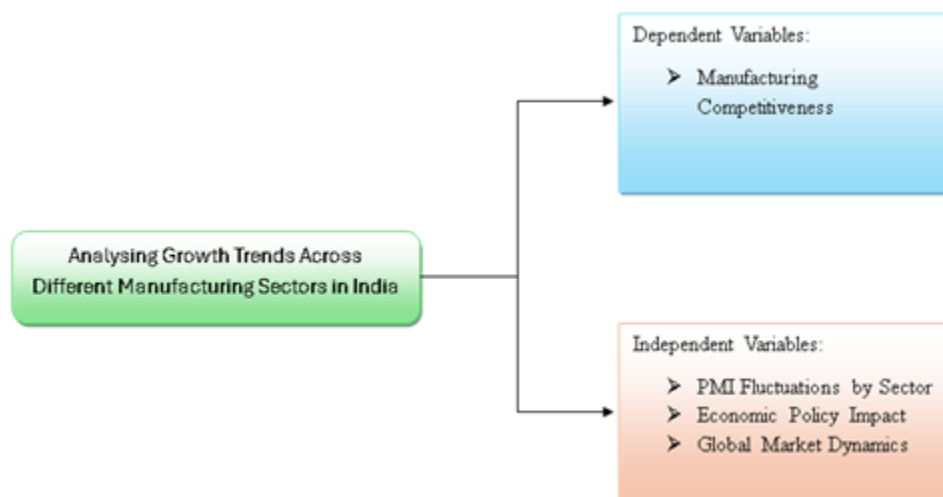 Dependent Variables:
➤ Manufacturing
Competitiveness
Analysing Growth Trends Across
Different Manufacturing Sectors in India
Independent Variables:
➤ PMI Fluctuations by Sector
➤ Economic Policy Impact
➤ Global Market Dynamics